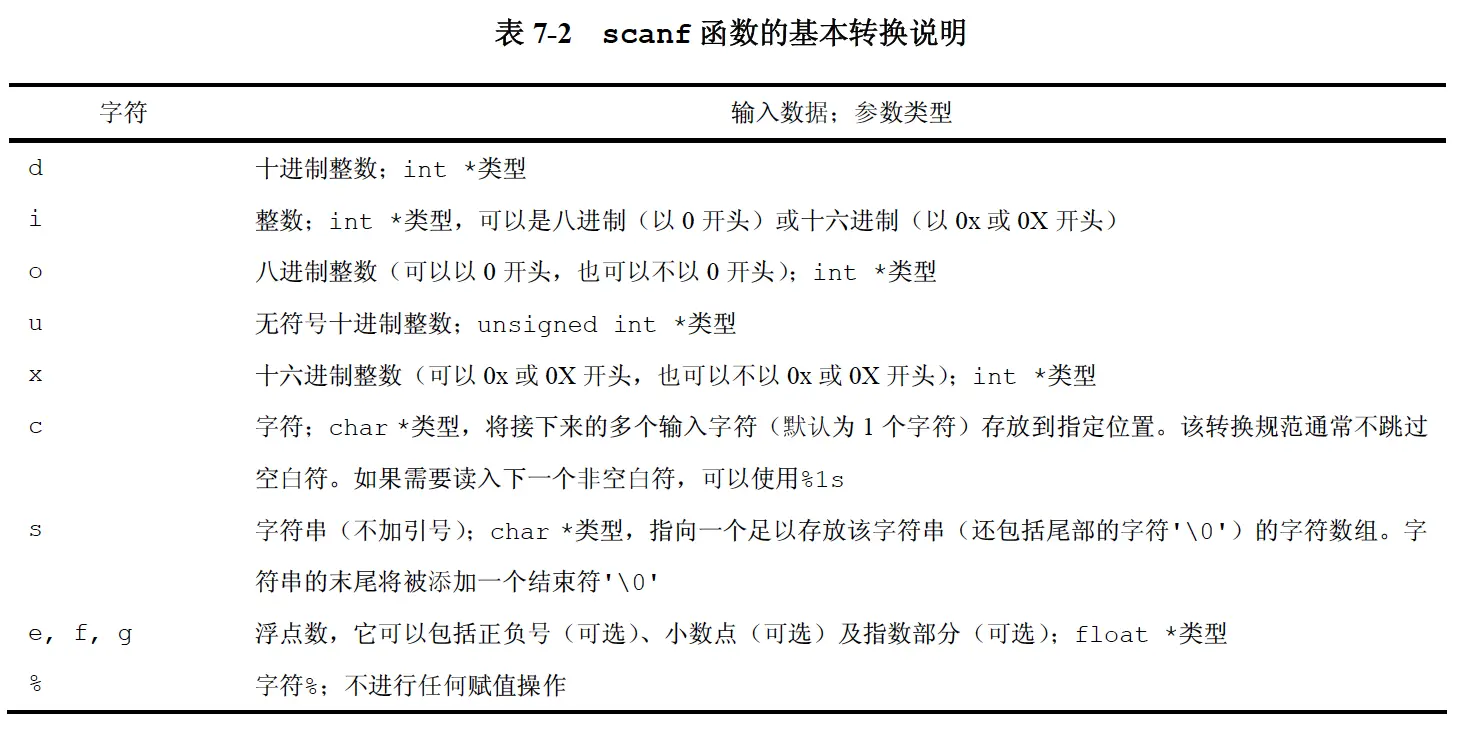 表 7-2 scanf 函数的基本转换说明
字符 输入数据；参数类型
d 十进制整数；int *类型
i 整数；int *类型，可以是八进制（以 0 开头）或十六进制（以 0x 或 0X 开头）
o 八进制整数（可以以 0 开头，也可以不以 0 开头）；int *类型
u 无符号十进制整数；unsigned int *类型
x 十六进制整数（可以 0x 或 0X 开头，也可以不以 0x 或 0X 开头）；int *类型
c 字符；char *类型，将接下来的多个输入字符（默认为 1 个字符）存放到指定位置。该转换规范通常不跳过
空白符。如果需要读入下一个非空白符，可以使用%1s
s 字符串（不加引号）；char *类型，指向一个足以存放该字符串（还包括尾部的字符'\0'）的字符数组。字
符串的末尾将被添加一个结束符'\0'
e, f, g 浮点数，它可以包括正负号（可选）、小数点（可选）及指数部分（可选）；float *类型
% 字符%；不进行任何赋值操作